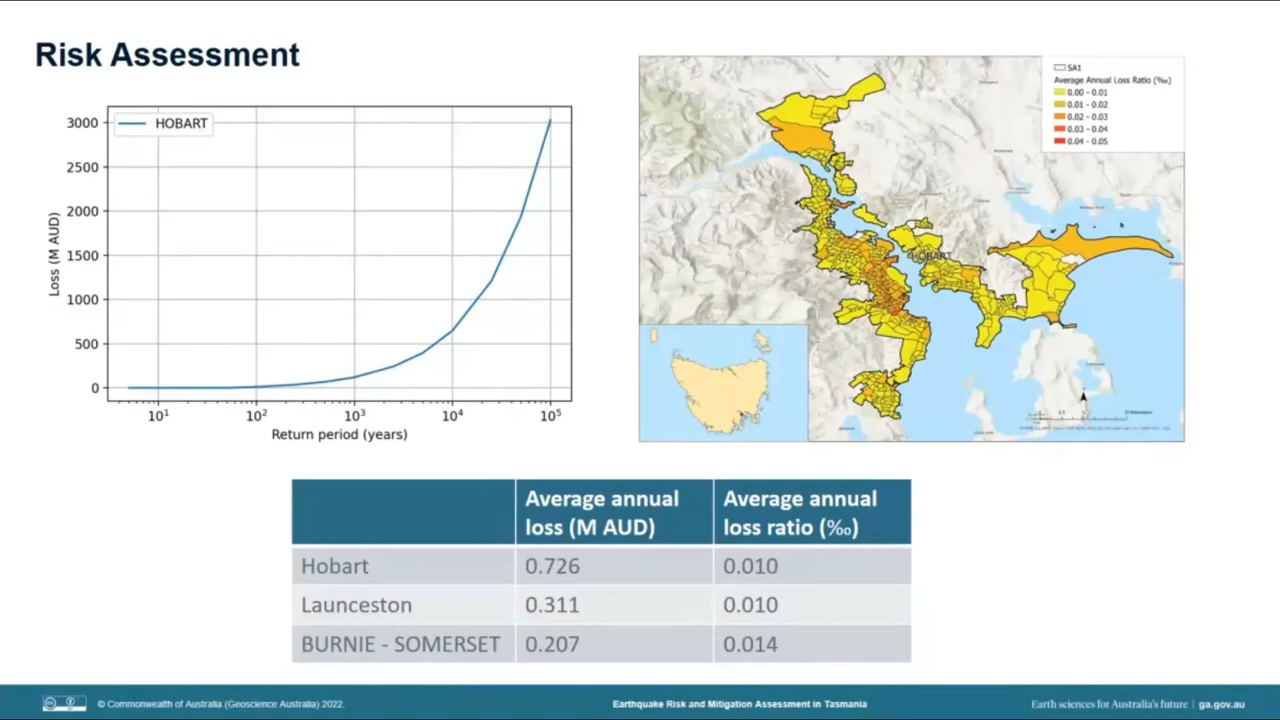 Risk Assessment
HOBART
3000
2500
2000
1500
1000
500
0
Loss (M AUD)
10¹ 10² 10³ 10⁴ 10⁵
Return period (years)
SA1
Average Annual Loss Ratio (‰)
0.00 - 0.01
0.01 - 0.02
0.02 - 0.03
0.03 - 0.04
0.04 - 0.05
HOBART
Average annual loss (M AUD) Average annual loss ratio (‰)
Hobart 0.726 0.010
Launceston 0.311 0.010
BURNIE - SOMERSET 0.207 0.014
© Commonwealth of Australia (Geoscience Australia) 2022.
Earthquake Risk and Mitigation Assessment in Tasmania
Earth sciences for Australia's future | ga.gov.au